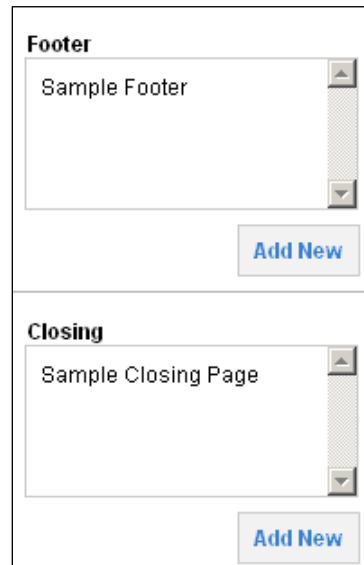 Footer
Sample Footer
Add New
Closing
Sample Closing Page
Add New